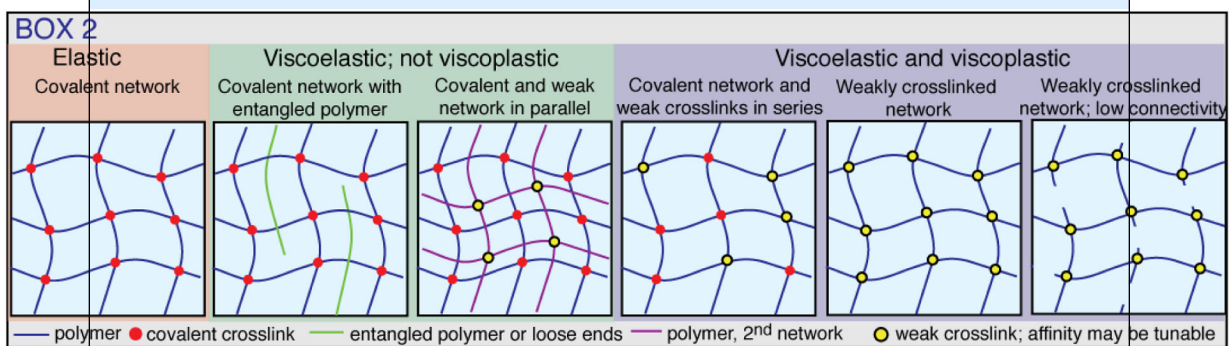 BOX 2
Elastic
Viscoelastic; not viscoplastic
Viscoelastic and viscoplastic
Covalent network
Covalent network with
entangled polymer
Covalent and weak
network in parallel
Covalent network and
weak crosslinks in series
Weakly crosslinked
network
Weakly crosslinked
network; low connectivity
polymer
covalent crosslink
entangled polymer or loose ends
polymer, 2nd network
weak crosslink; affinity may be tunable